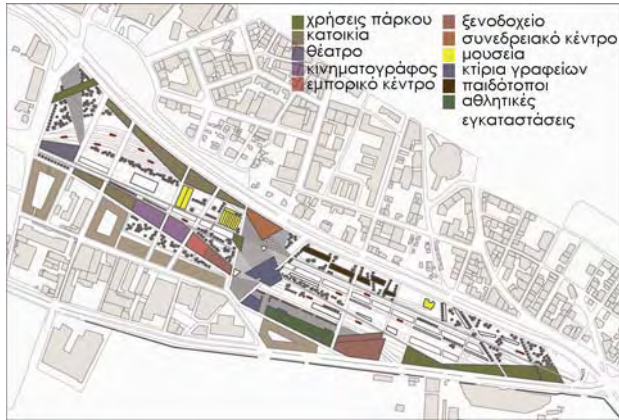 χρήσεις πάρκου
κατοικία
θέατρο
κινηματογράφος
εμπορικό κέντρο
ξενοδοχείο
συνεδριακό κέντρο
μουσεία
κτίρια γραφείων
παιδότοποι
αθλητικές
εγκαταστάσεις